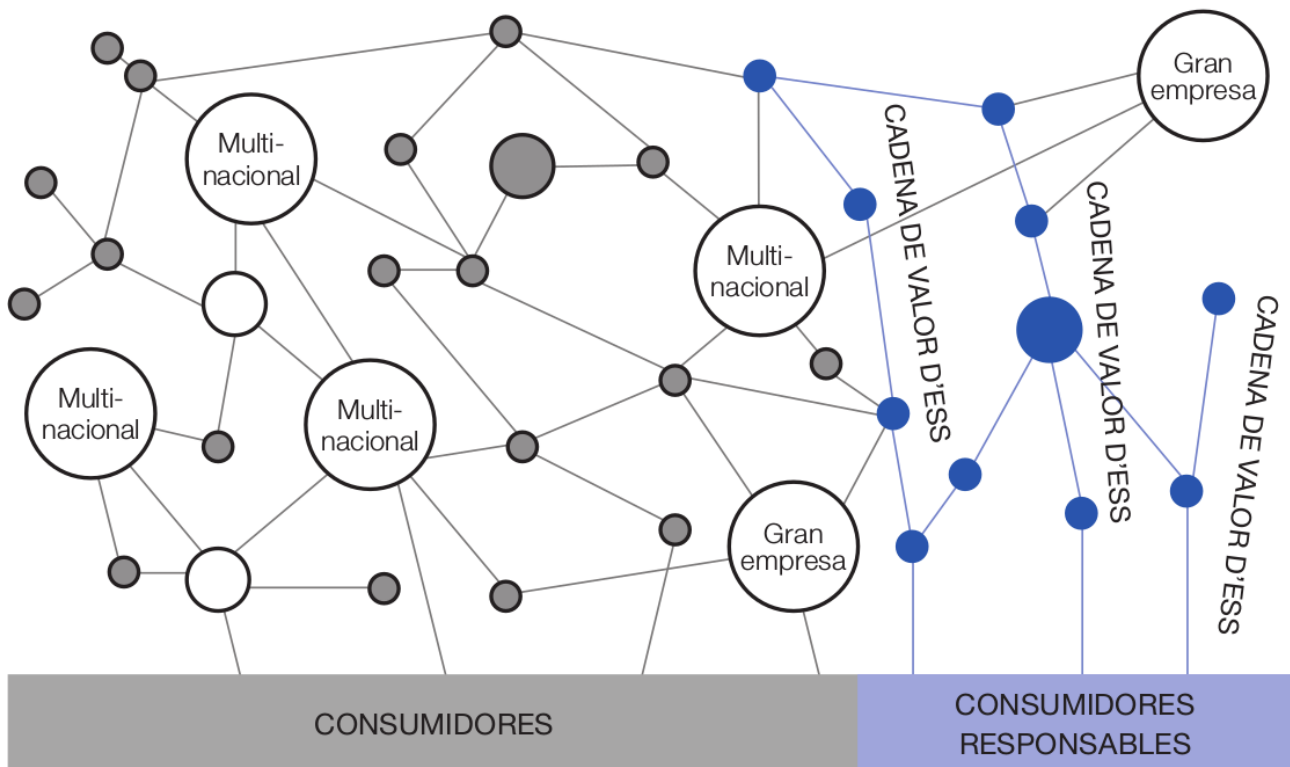 Gran
empresa
Multi-
nacional
CADENA DE VALOR D'ESS
CADENA DE VALOR D'ESS
Multi-
nacional
CADENA DE VALOR D'ESS
Multi-
nacional
Multi-
nacional
Gran
empresa
CONSUMIDORES
CONSUMIDORES
RESPONSABLES